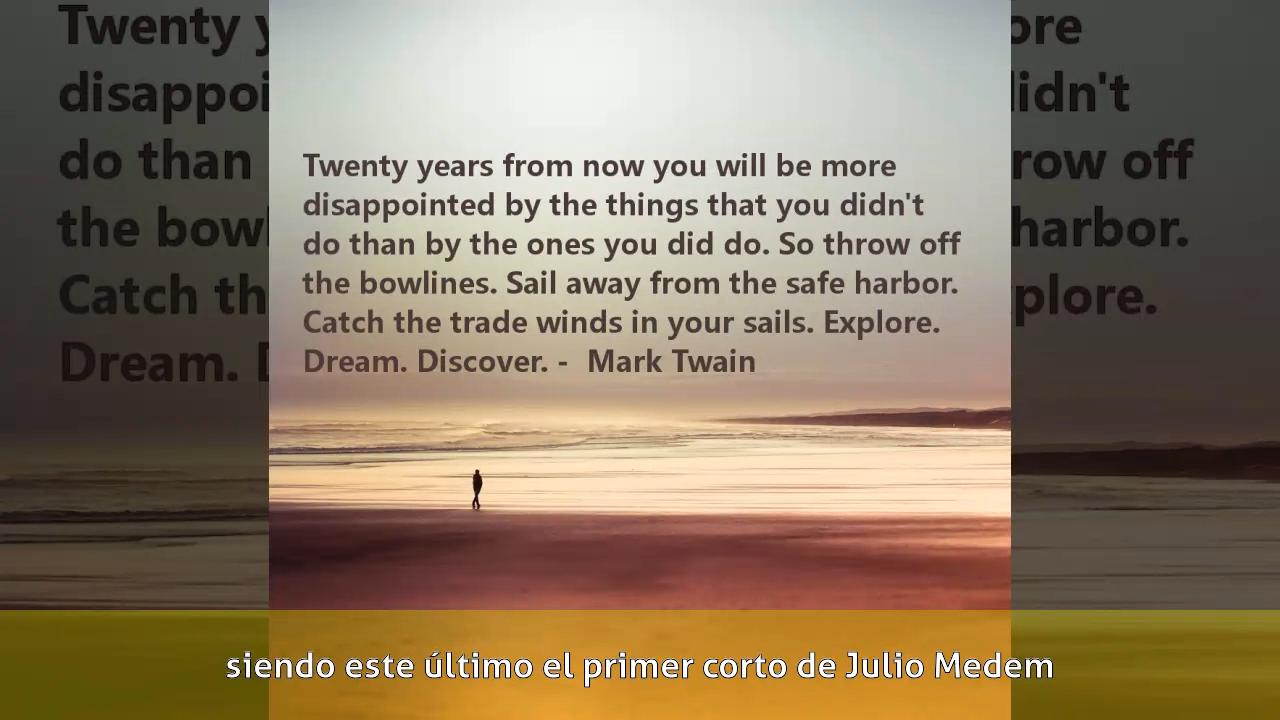 Twenty years from now you will be more
disappointed by the things that you didn't
do than by the ones you did do. So throw off
the bowlines. Sail away from the safe harbor.
Catch the trade winds in your sails. Explore.
Dream. Discover. - Mark Twain
siendo este último el primer corto de Julio Medem